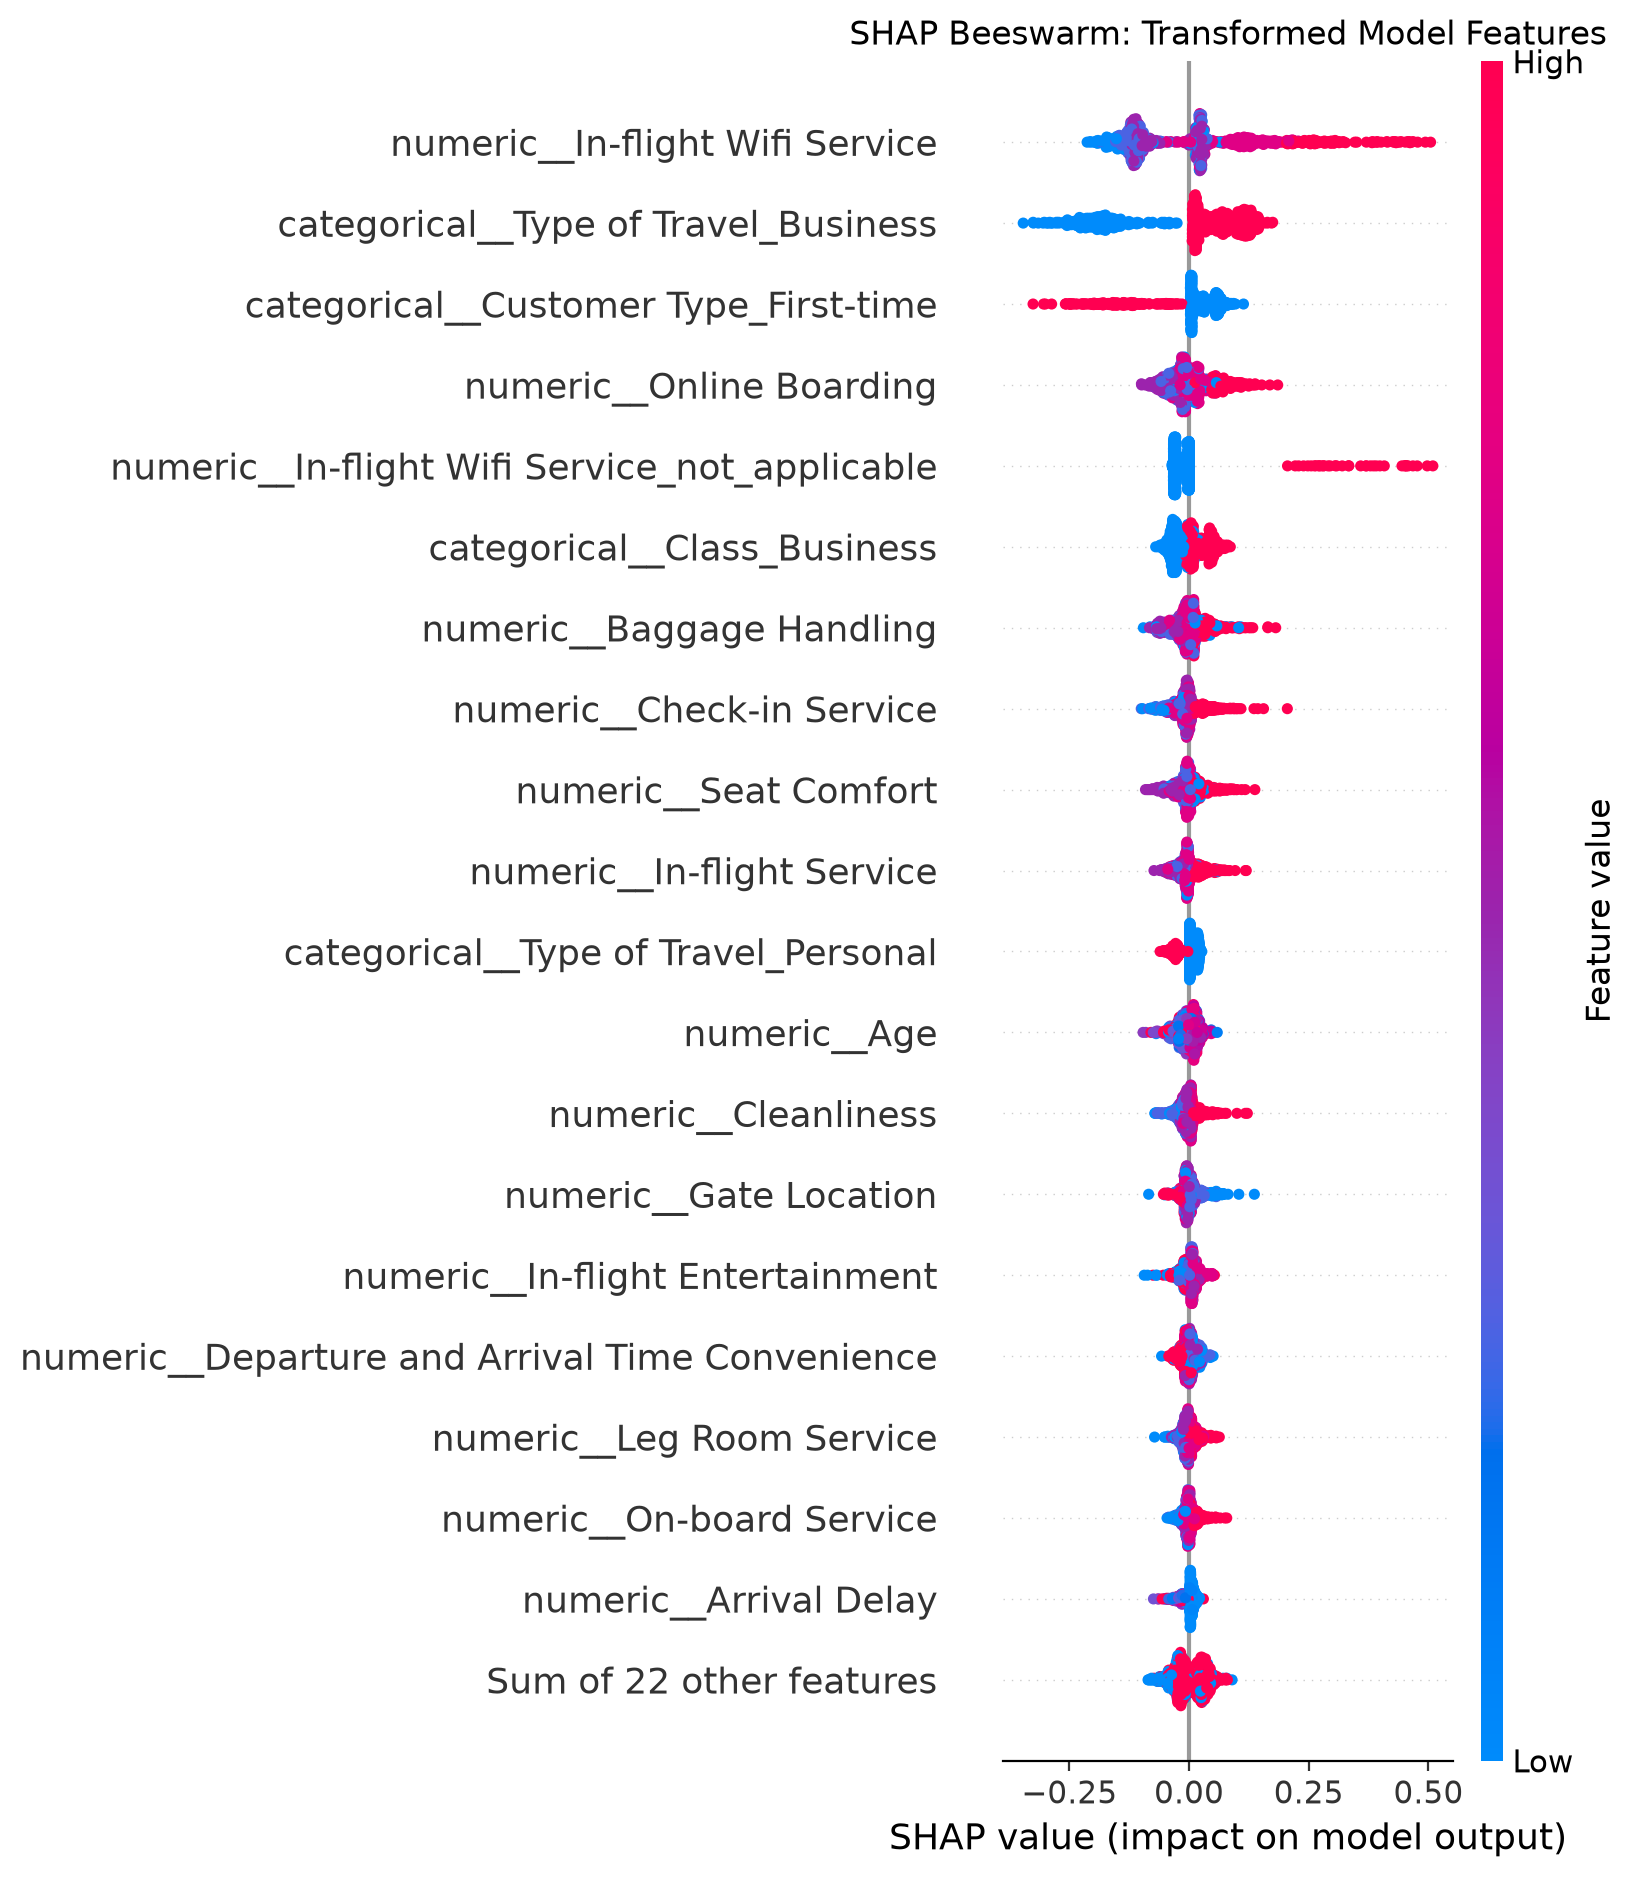 SHAP Beeswarm: Transformed Model Features
High
numeric__In-flight Wifi Service
categorical__Type of Travel_Business
categorical__Customer Type_First-time
numeric__Online Boarding
numeric__In-flight Wifi Service_not_applicable
categorical__Class_Business
numeric__Baggage Handling
numeric__Check-in Service
numeric__Seat Comfort
numeric__In-flight Service
categorical__Type of Travel_Personal
numeric__Age
numeric__Cleanliness
numeric__Gate Location
numeric__In-flight Entertainment
numeric__Departure and Arrival Time Convenience
numeric__Leg Room Service
numeric__On-board Service
numeric__Arrival Delay
Sum of 22 other features
Feature value
Low
−0.25 0.00 0.25 0.50
SHAP value (impact on model output)